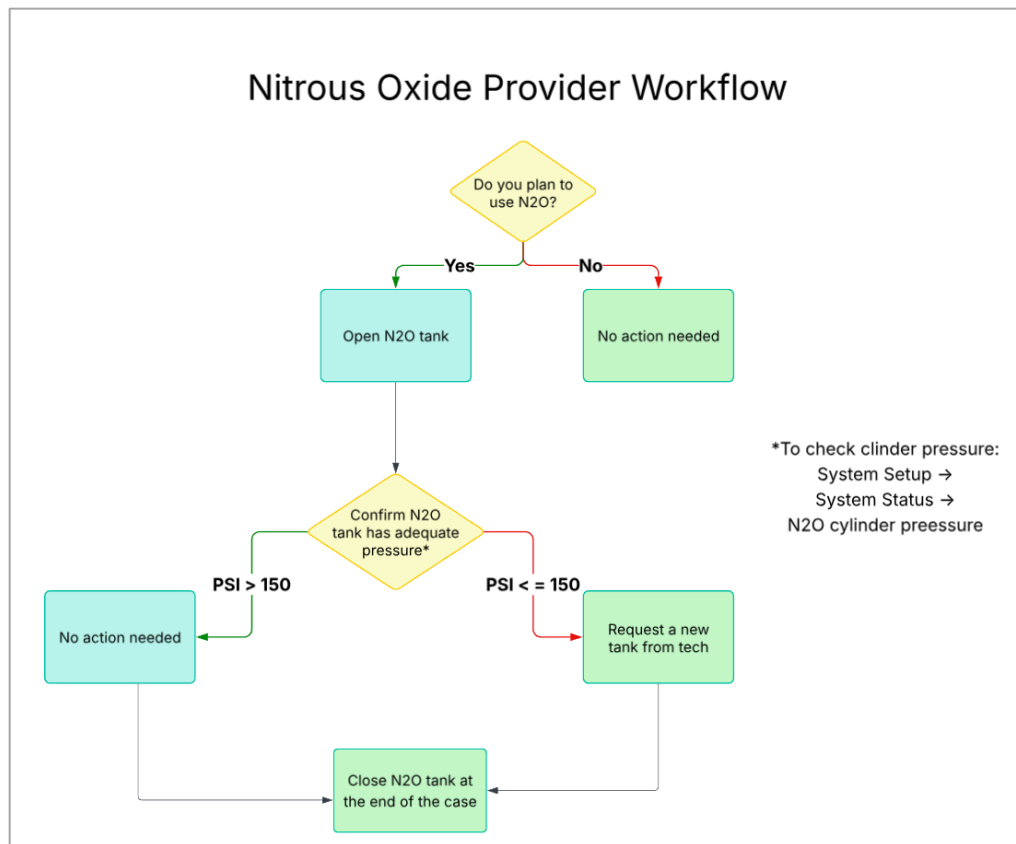 Nitrous Oxide Provider Workflow
Do you plan to
use N2O?
Yes
No
Open N2O tank
No action needed
*To check clinder pressure:
System Setup →
System Status →
N2O cylinder preessure
Confirm N2O
tank has adequate
pressure*
PSI > 150
PSI < = 150
No action needed
Request a new
tank from tech
Close N2O tank at
the end of the case